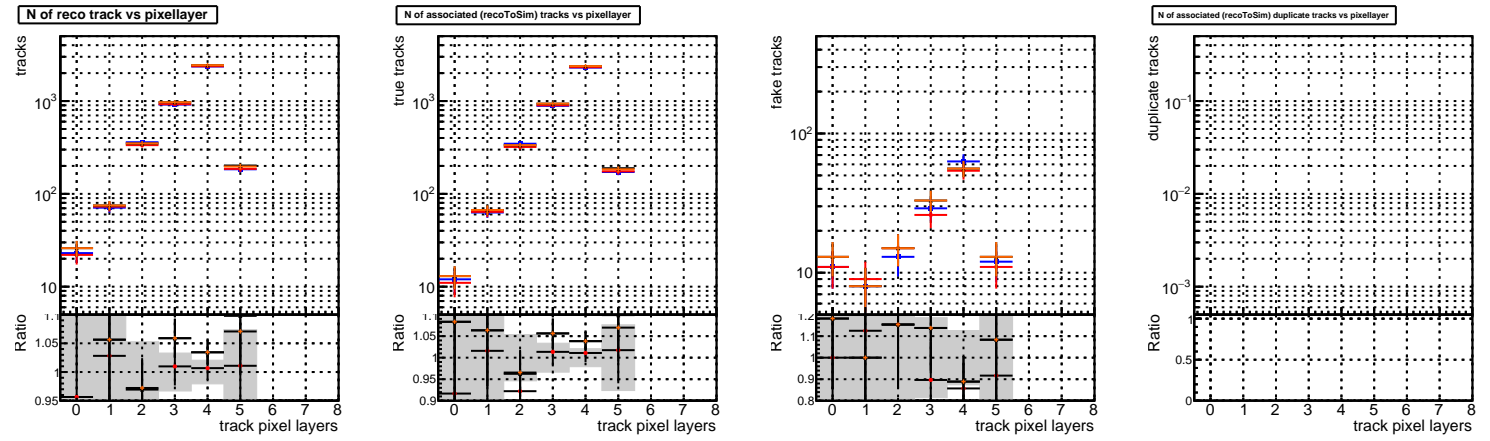 N of reco track vs pixellayer
tracks
10³
10²
10
Ratio
1.1
1.05
1
0.95
0 1 2 3 4 5 6 7 8
track pixel layers
N of associated (recoToSim) tracks vs pixellayer
true tracks
10³
10²
10
Ratio
1.1
1.05
1
0.95
0.9
0 1 2 3 4 5 6 7 8
track pixel layers
fake tracks
10²
10
Ratio
1.2
1.1
1
0.9
0.8
0 1 2 3 4 5 6 7 8
track pixel layers
N of associated (recoToSim) duplicate tracks vs pixellayer
duplicate tracks
10⁻¹
10⁻²
10⁻³
Ratio
1
0.5
0
0 1 2 3 4 5 6 7 8
track pixel layers